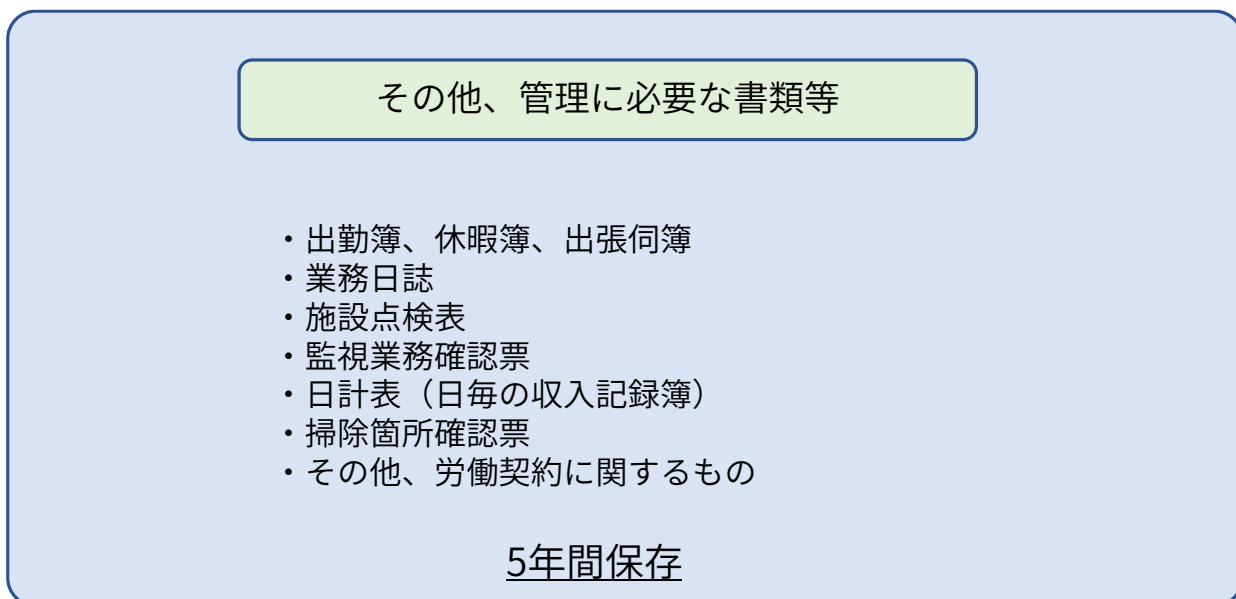 その他、管理に必要な書類等
・出勤簿、休暇簿、出張伺簿
・業務日誌
・施設点検表
・監視業務確認票
・日計表（日毎の収入記録簿）
・掃除箇所確認票
・その他、労働契約に関するもの
5年間保存